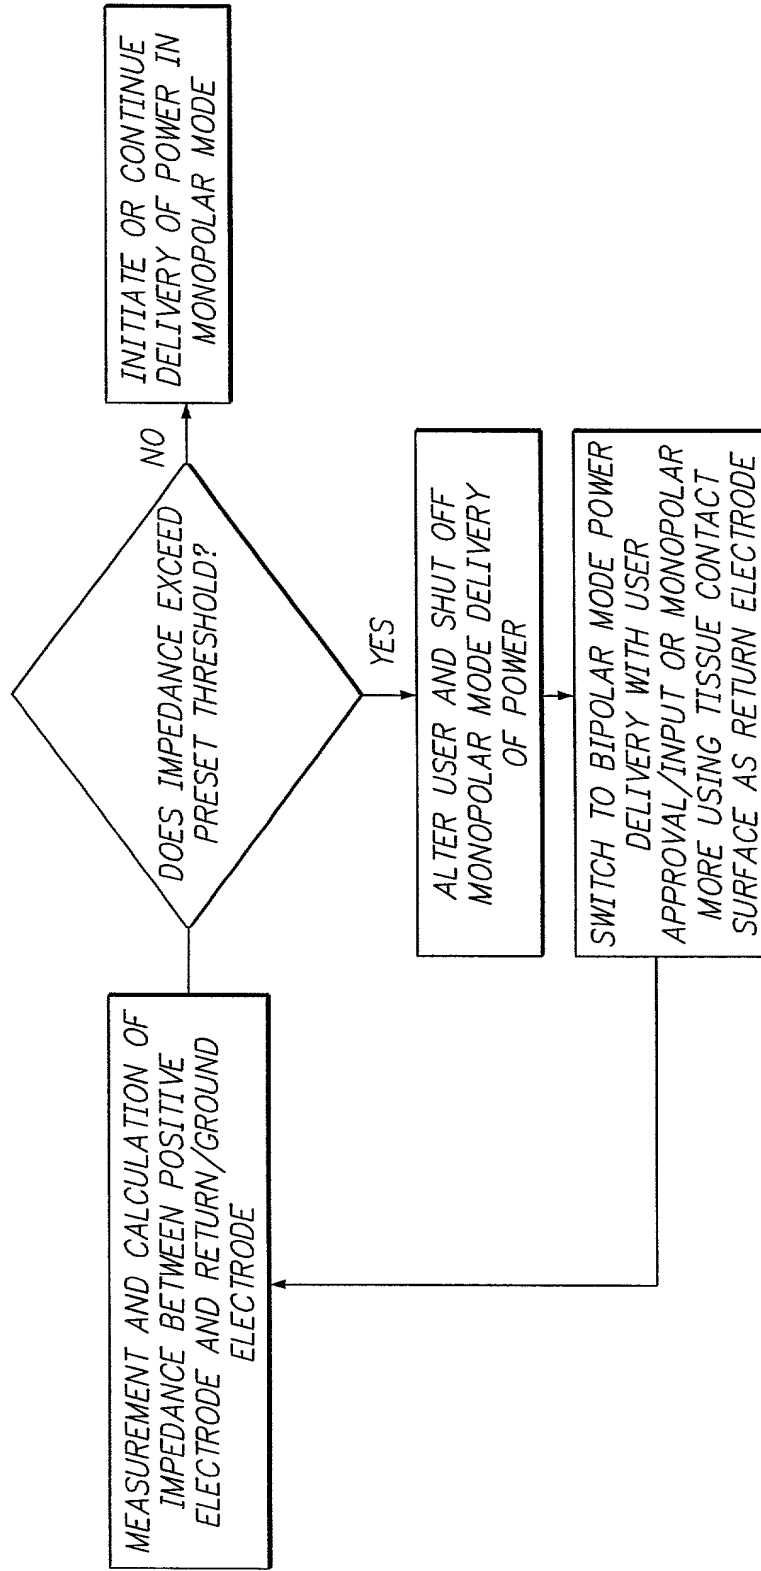 MEASUREMENT AND CALCULATION OF
IMPEDANCE BETWEEN POSITIVE
ELECTRODE AND RETURN/GROUND
ELECTRODE
DOES IMPEDANCE EXCEED
PRESET THRESHOLD?
NO
INITIATE OR CONTINUE
DELIVERY OF POWER IN
MONOPOLAR MODE
YES
ALTER USER AND SHUT OFF
MONOPOLAR MODE DELIVERY
OF POWER
SWITCH TO BIPOLAR MODE POWER
DELIVERY WITH USER
APPROVAL/INPUT OR MONOPOLAR
MORE USING TISSUE CONTACT
SURFACE AS RETURN ELECTRODE